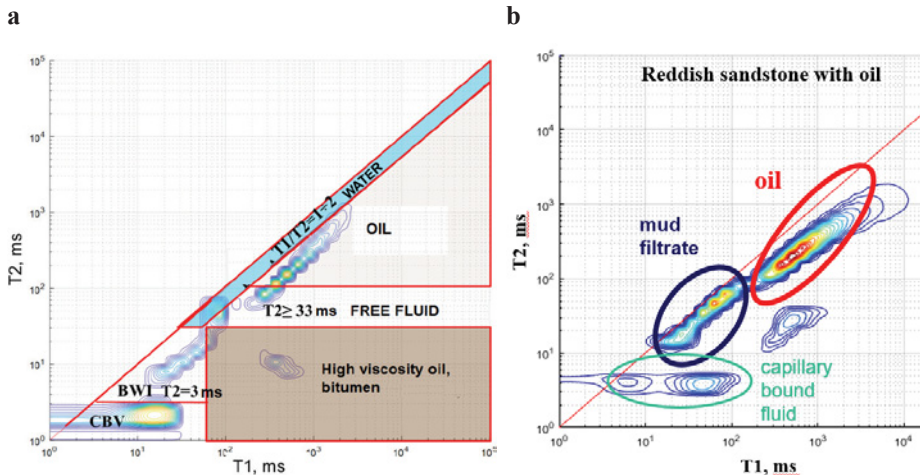 a
b
10⁵
10⁴
10³
10²
10¹
10⁰
T2, ms
T1/T2=1÷2 WATER
OIL
T2≥ 33 ms FREE FLUID
High viscosity oil,
bitumen
BWI T2=3ms
CBV
10⁰ 10¹ 10² 10³ 10⁴ 10⁵
T1, ms
Reddish sandstone with oil
10⁵
10⁴
10³
10²
10¹
10⁰
T2, ms
oil
mud
filtrate
capillary
bound
fluid
10⁰ 10¹ 10² 10³ 10⁴
T1, ms